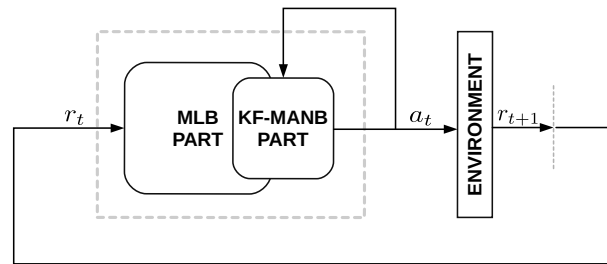 r_t
MLB
PART
KF-MANB
PART
a_t
ENVIRONMENT
r_{t+1}